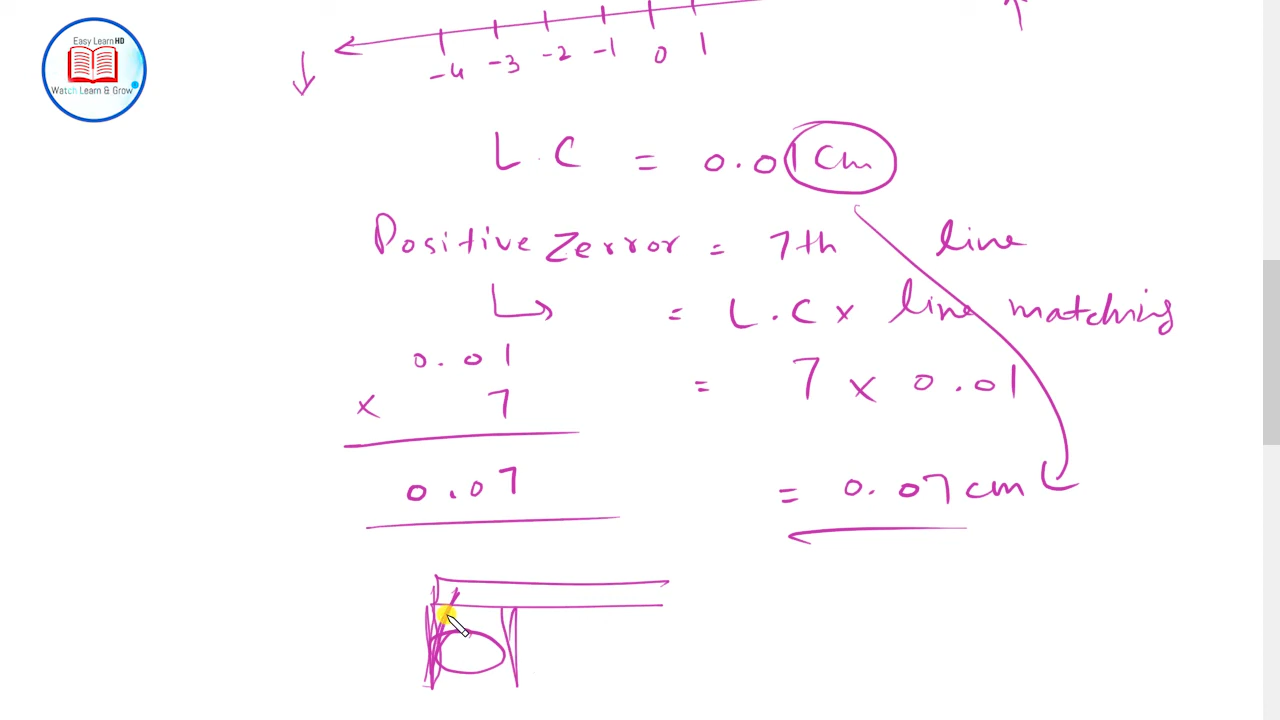 Easy Learn HD
Watch Learn & Grow
-4 -3 -2 -1 0 1
L.C = 0.01 cm
Positive Zerror = 7th line
= L.C x line matching
0.01
x 7
0.07
= 7 x 0.01
= 0.07 cm